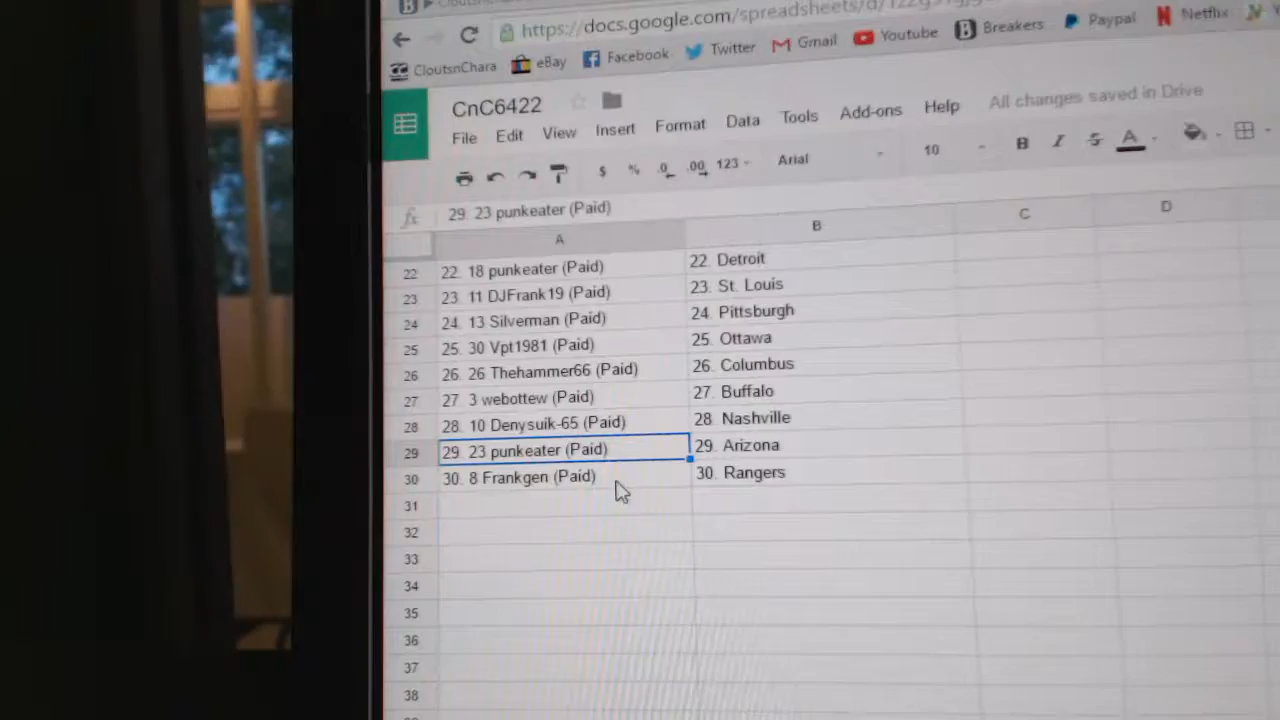 https://docs.google.com/spreadsheets/d/
CloutsnChara eBay Facebook Twitter Gmail Youtube Breakers Paypal Netflix
CnC6422
File Edit View Insert Format Data Tools Add-ons Help All changes saved in Drive
$ % .0 .00 123 Arial 10 B I S A
fx 29. 23 punkeater (Paid)
A B C D
22 22. 18 punkeater (Paid) 22. Detroit
23 23. 11 DJFrank19 (Paid) 23. St. Louis
24 24. 13 Silverman (Paid) 24. Pittsburgh
25 25. 30 Vpt1981 (Paid) 25. Ottawa
26 26. 26 Thehammer66 (Paid) 26. Columbus
27 27. 3 webottew (Paid) 27. Buffalo
28 28. 10 Denysuik-65 (Paid) 28. Nashville
29 29. 23 punkeater (Paid) 29. Arizona
30 30. 8 Frankgen (Paid) 30. Rangers
31
32
33
34
35
36
37
38